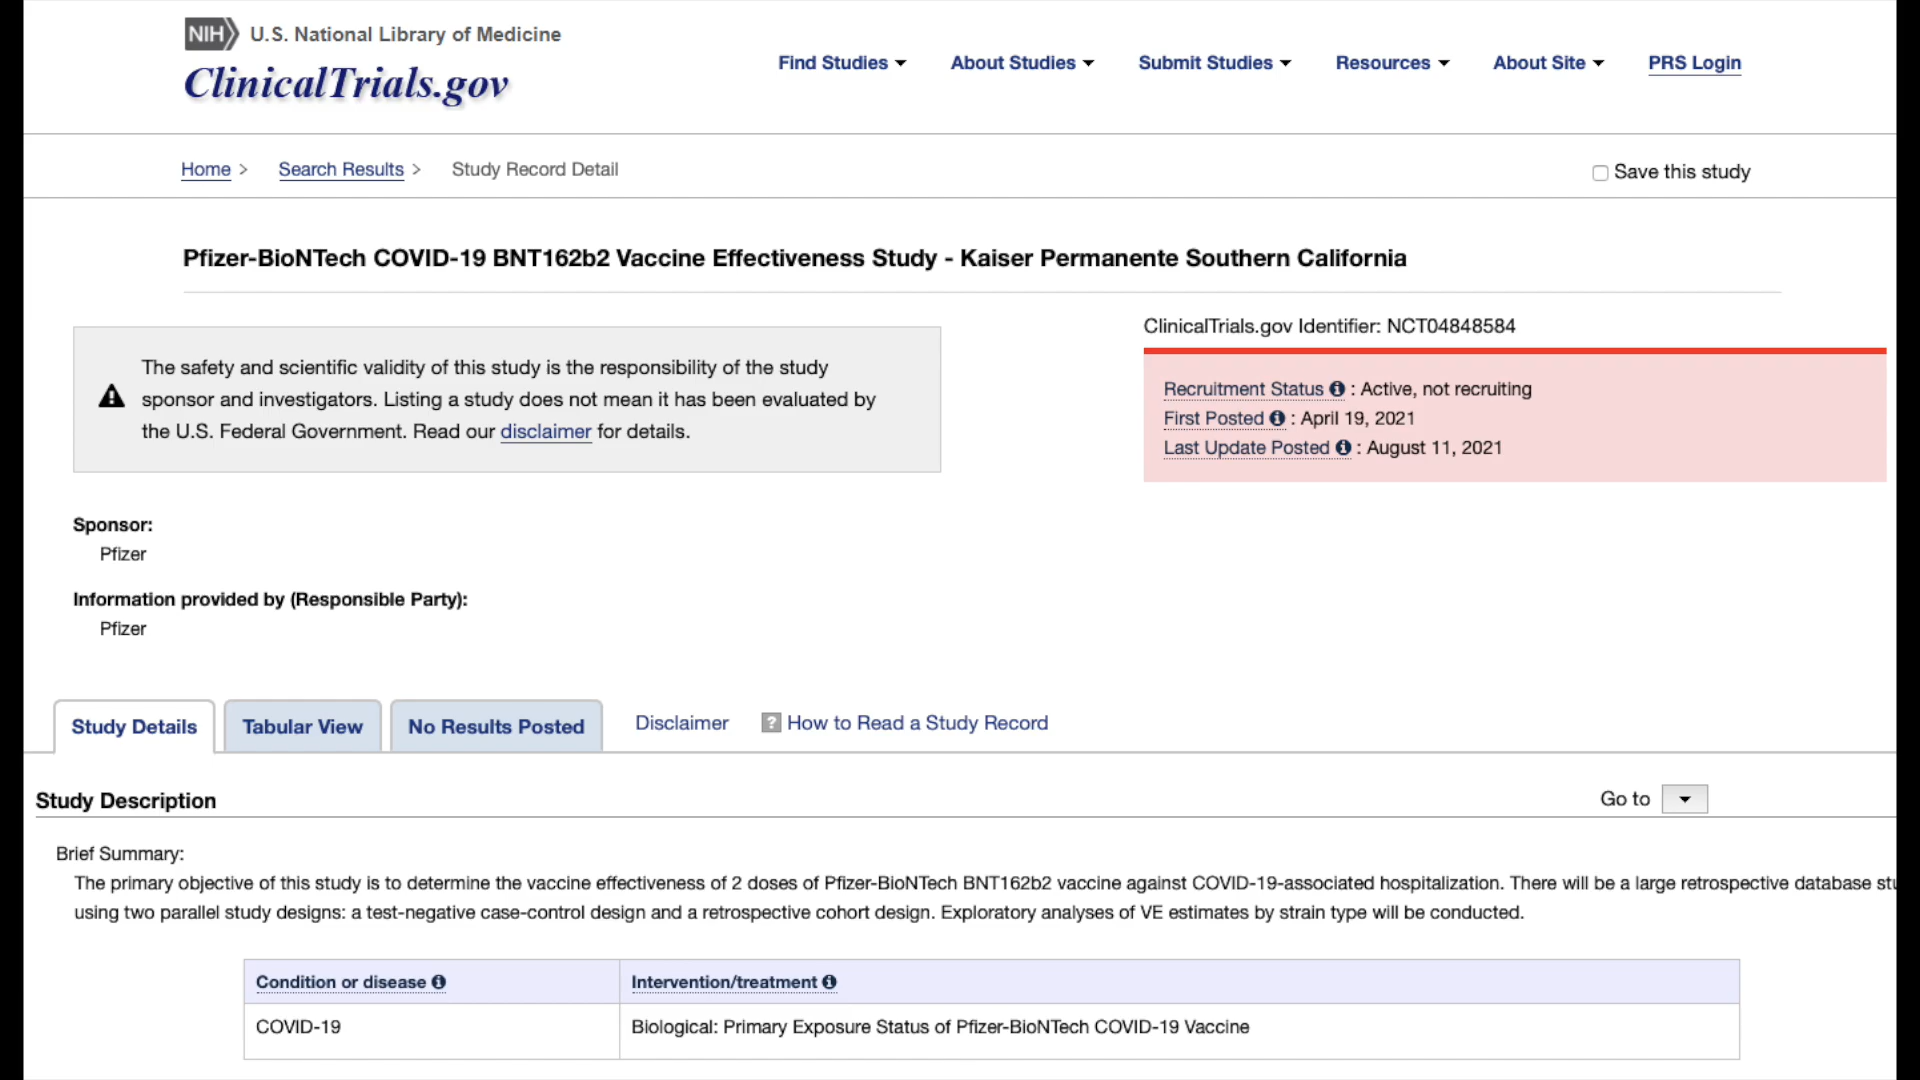 NIH U.S. National Library of Medicine
ClinicalTrials.gov
Find Studies About Studies Submit Studies Resources About Site PRS Login
Home > Search Results > Study Record Detail
Save this study
Pfizer-BioNTech COVID-19 BNT162b2 Vaccine Effectiveness Study - Kaiser Permanente Southern California
The safety and scientific validity of this study is the responsibility of the study
sponsor and investigators. Listing a study does not mean it has been evaluated by
the U.S. Federal Government. Read our disclaimer for details.
ClinicalTrials.gov Identifier: NCT04848584
Recruitment Status : Active, not recruiting
First Posted : April 19, 2021
Last Update Posted : August 11, 2021
Sponsor:
Pfizer
Information provided by (Responsible Party):
Pfizer
Study Details Tabular View No Results Posted Disclaimer ? How to Read a Study Record
Study Description
Go to
Brief Summary:
The primary objective of this study is to determine the vaccine effectiveness of 2 doses of Pfizer-BioNTech BNT162b2 vaccine against COVID-19-associated hospitalization. There will be a large retrospective database
using two parallel study designs: a test-negative case-control design and a retrospective cohort design. Exploratory analyses of VE estimates by strain type will be conducted.
Condition or disease Intervention/treatment
COVID-19 Biological: Primary Exposure Status of Pfizer-BioNTech COVID-19 Vaccine